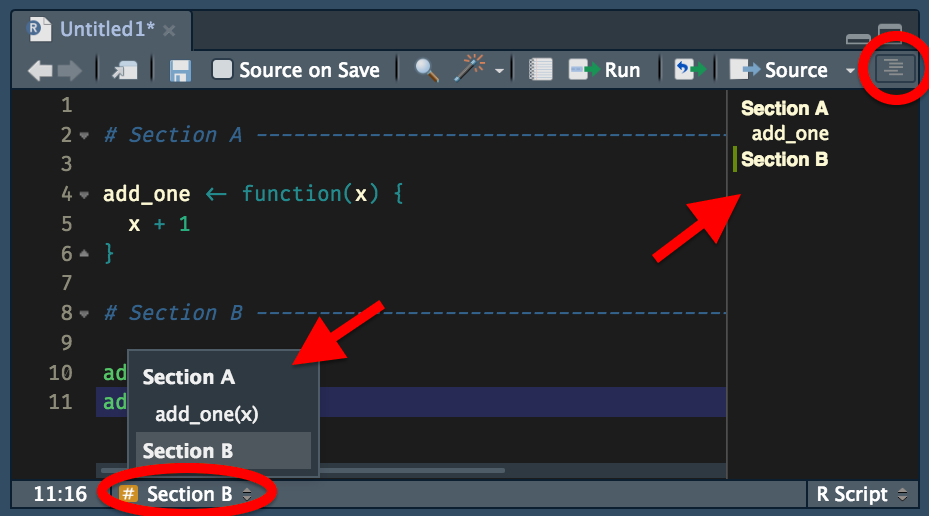 Untitled1*
Source on Save Run Source
1
2 # Section A ----------------------------------------
3
4 add_one <- function(x) {
5 x + 1
6 }
7
8 # Section B ----------------------------------------
9
10 ad
11 ad
Section A
add_one(x)
Section B
Section A
add_one
Section B
11:16 # Section B R Script